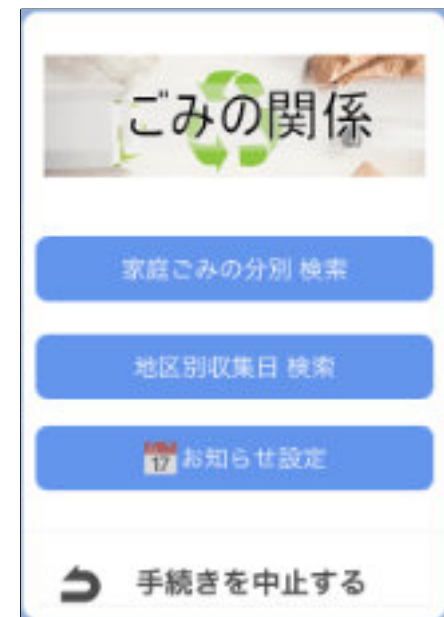 ごみの関係
家庭ごみの分別 検索
地区別収集日 検索
17 お知らせ設定
手続きを中止する